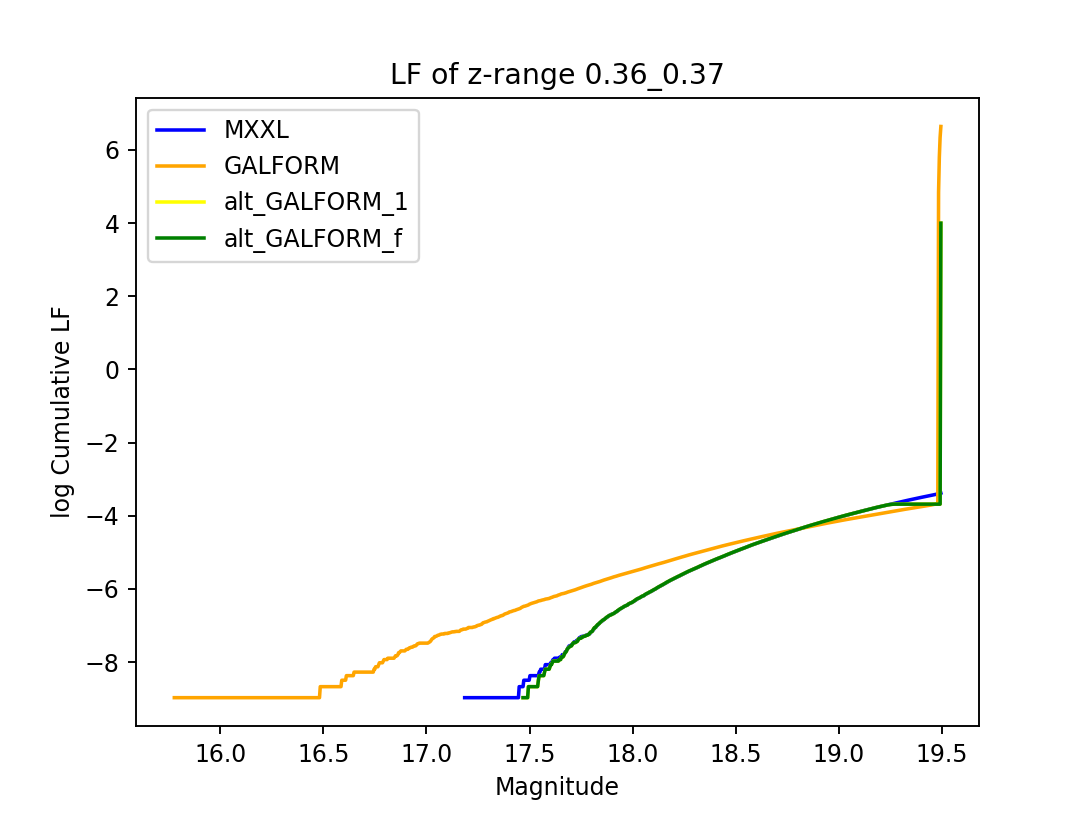 LF of z-range 0.36_0.37
MXXL
GALFORM
alt_GALFORM_1
alt_GALFORM_f
log Cumulative LF
6
4
2
0
−2
−4
−6
−8
16.0 16.5 17.0 17.5 18.0 18.5 19.0 19.5
Magnitude